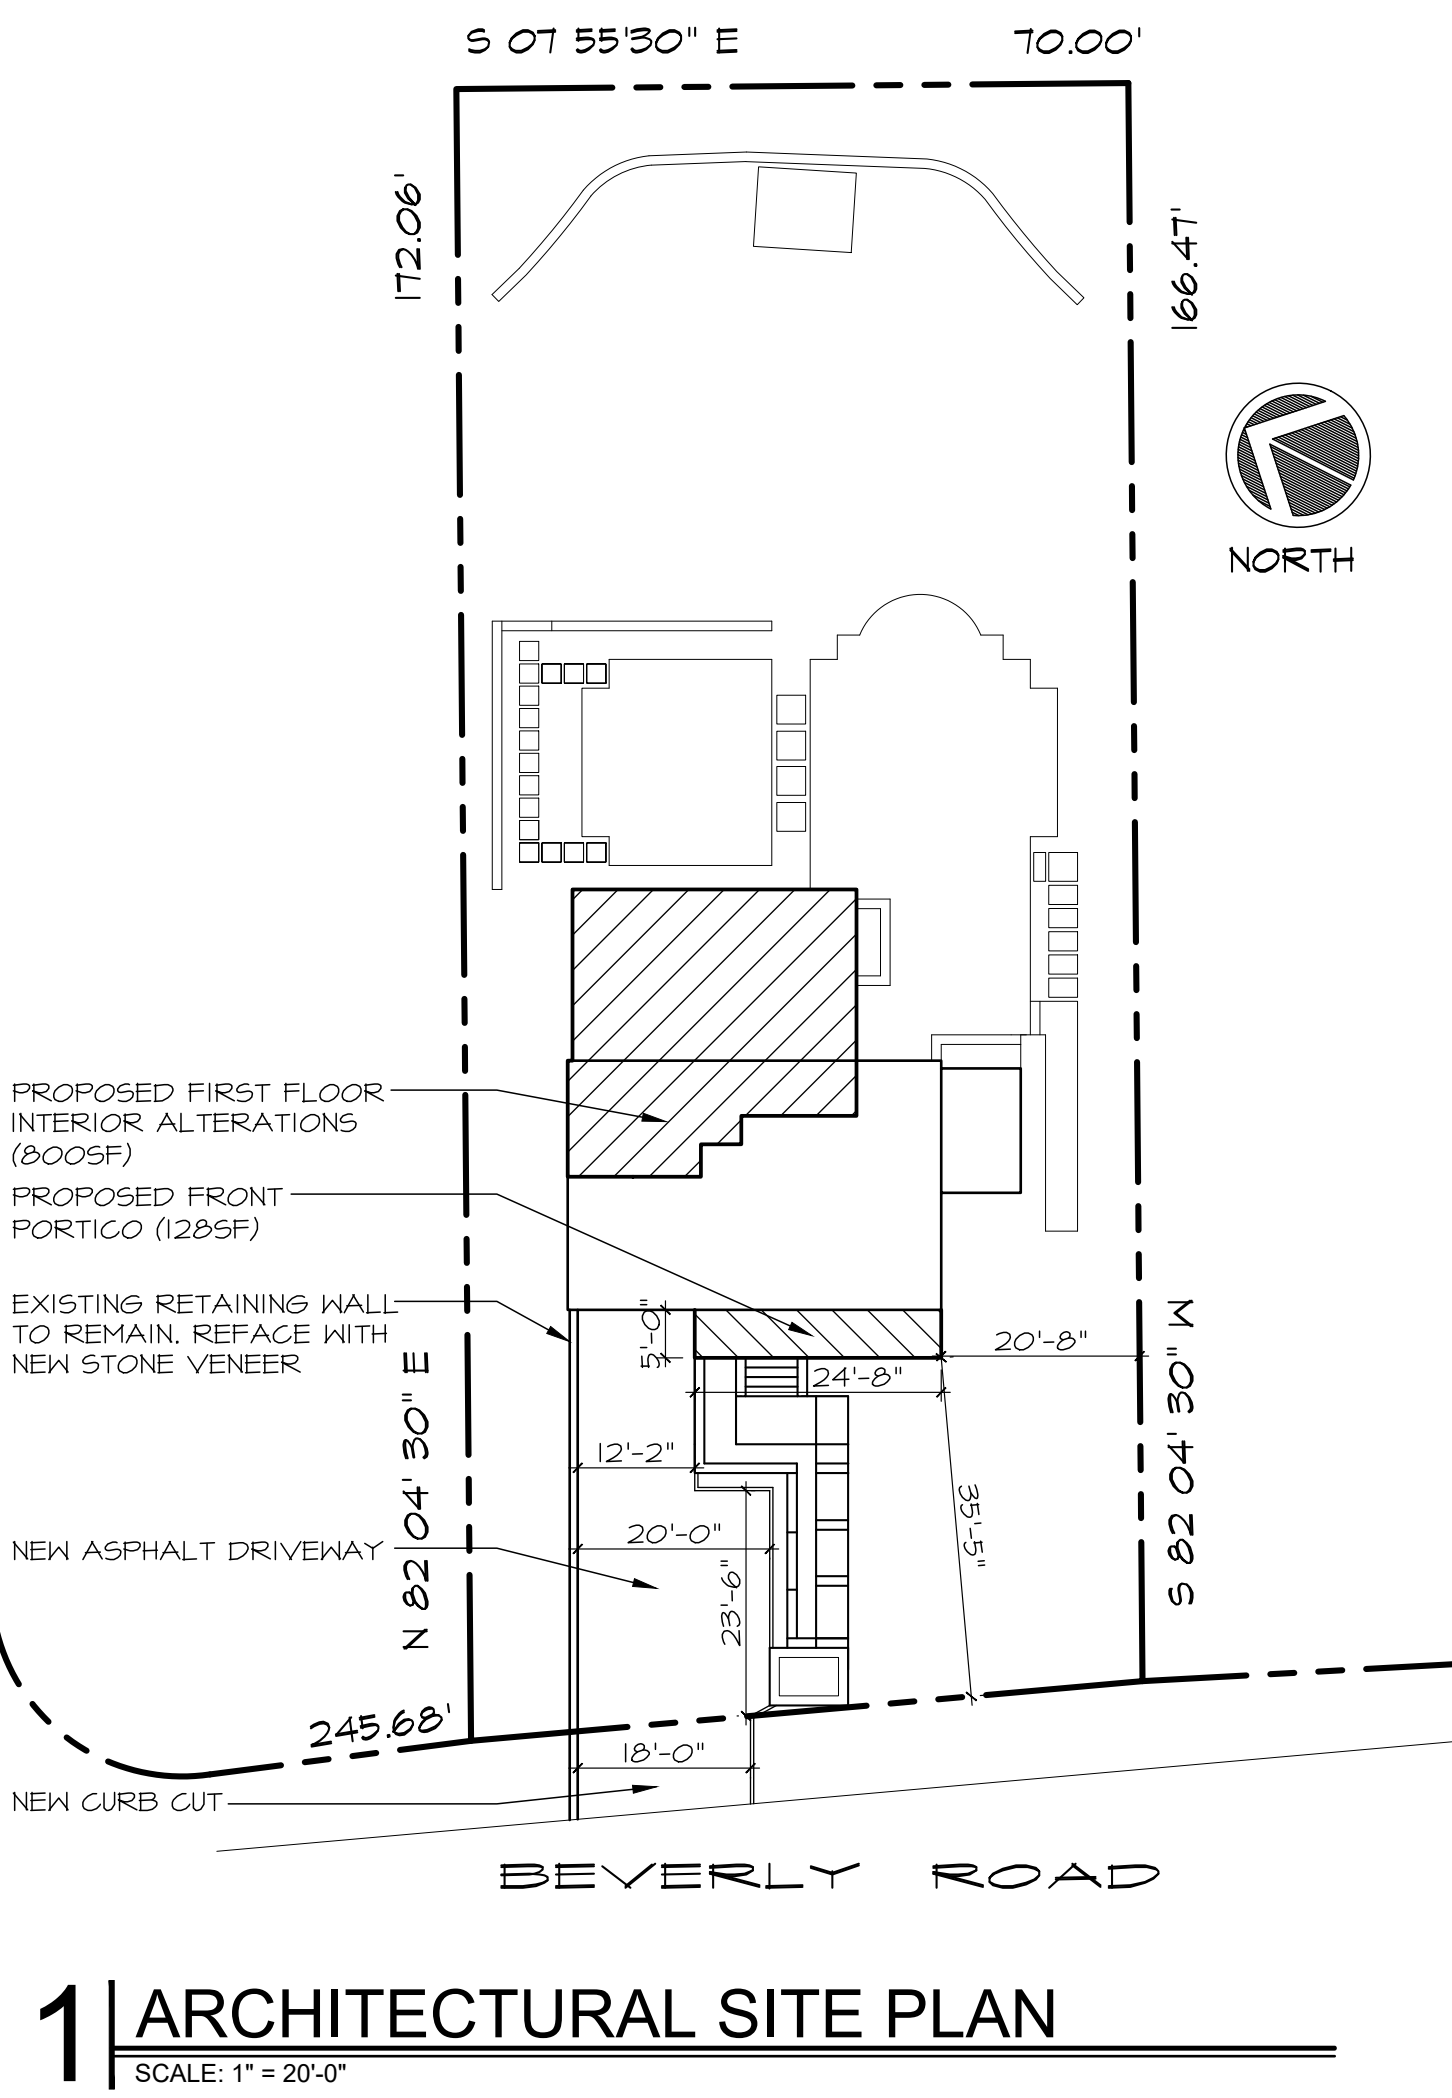 S 07 55'30" E 70.00'
172.06'
166.47'
NORTH
PROPOSED FIRST FLOOR
INTERIOR ALTERATIONS
(800SF)
PROPOSED FRONT
PORTICO (128SF)
EXISTING RETAINING WALL
TO REMAIN. REFACE WITH
NEW STONE VENEER
5'-0"
20'-8"
24'-8"
N 82 04' 30" E
S 82 04' 30" W
12'-2"
35'-5"
20'-0"
NEW ASPHALT DRIVEWAY
23'-6"
245.68'
18'-0"
NEW CURB CUT
BEVERLY ROAD
1 ARCHITECTURAL SITE PLAN
SCALE: 1" = 20'-0"